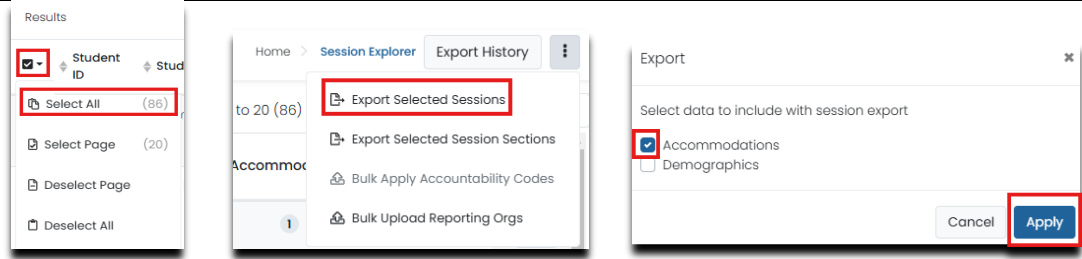 Results
Student ID
Stud
Select All (86)
Select Page (20)
Deselect Page
Deselect All
Home > Session Explorer Export History
Export Selected Sessions
to 20 (86)
Export Selected Session Sections
Accommod
Bulk Apply Accountability Codes
1
Bulk Upload Reporting Orgs
Export
Select data to include with session export
Accommodations
Demographics
Cancel Apply